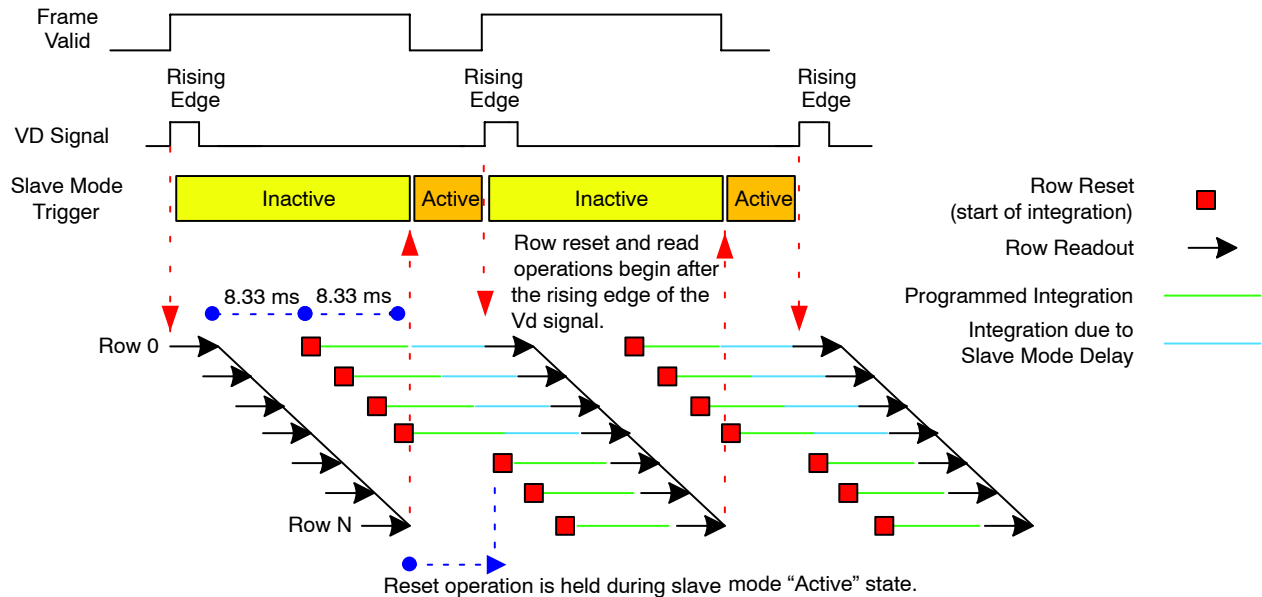 Frame
Valid
Rising
Edge
Rising
Edge
Rising
Edge
VD Signal
Slave Mode
Trigger
Inactive
Active
Inactive
Active
Row Reset
(start of integration)
Row Readout
Programmed Integration
Integration due to
Slave Mode Delay
Row reset and read
operations begin after
the rising edge of the
Vd signal.
8.33 ms
8.33 ms
Row 0
Row N
Reset operation is held during slave mode “Active” state.